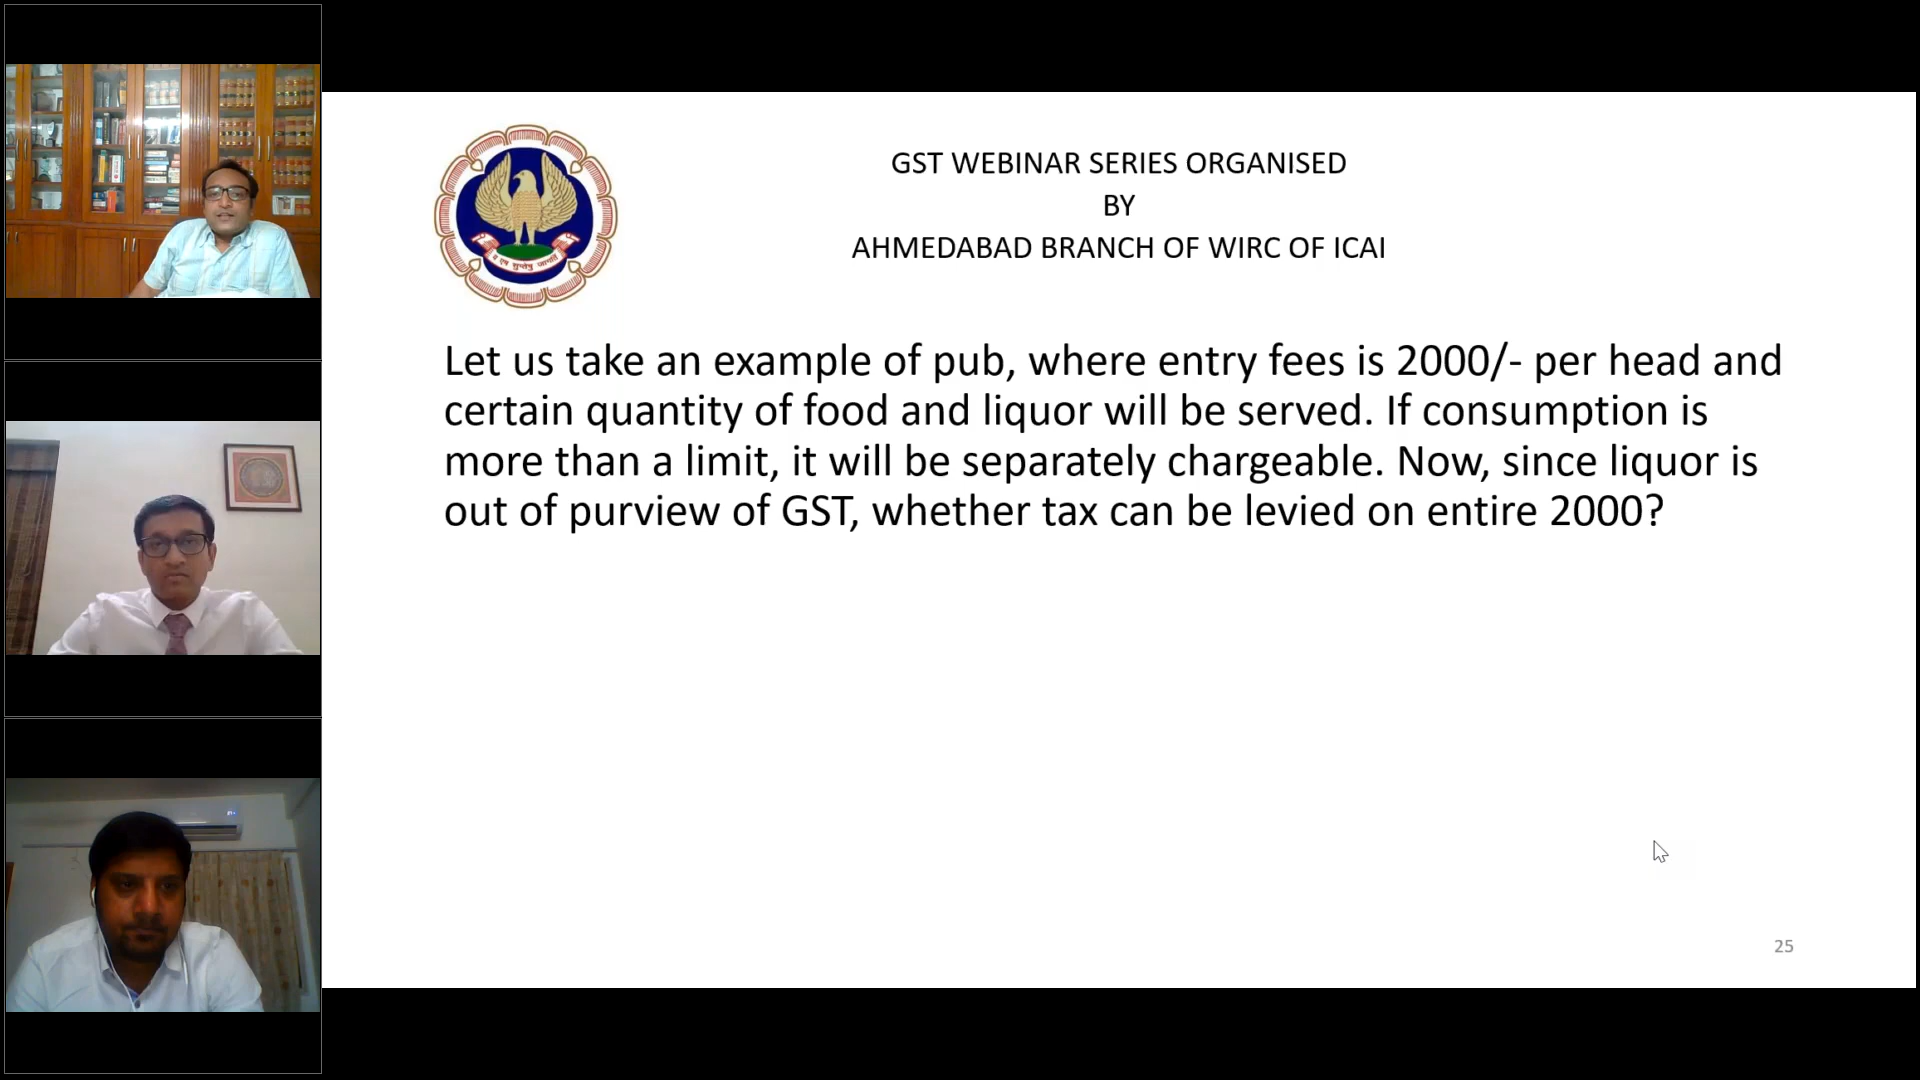 GST WEBINAR SERIES ORGANISED
BY
AHMEDABAD BRANCH OF WIRC OF ICAI
य एष सुप्तेषु जागर्ति
Let us take an example of pub, where entry fees is 2000/- per head and
certain quantity of food and liquor will be served. If consumption is
more than a limit, it will be separately chargeable. Now, since liquor is
out of purview of GST, whether tax can be levied on entire 2000?
25